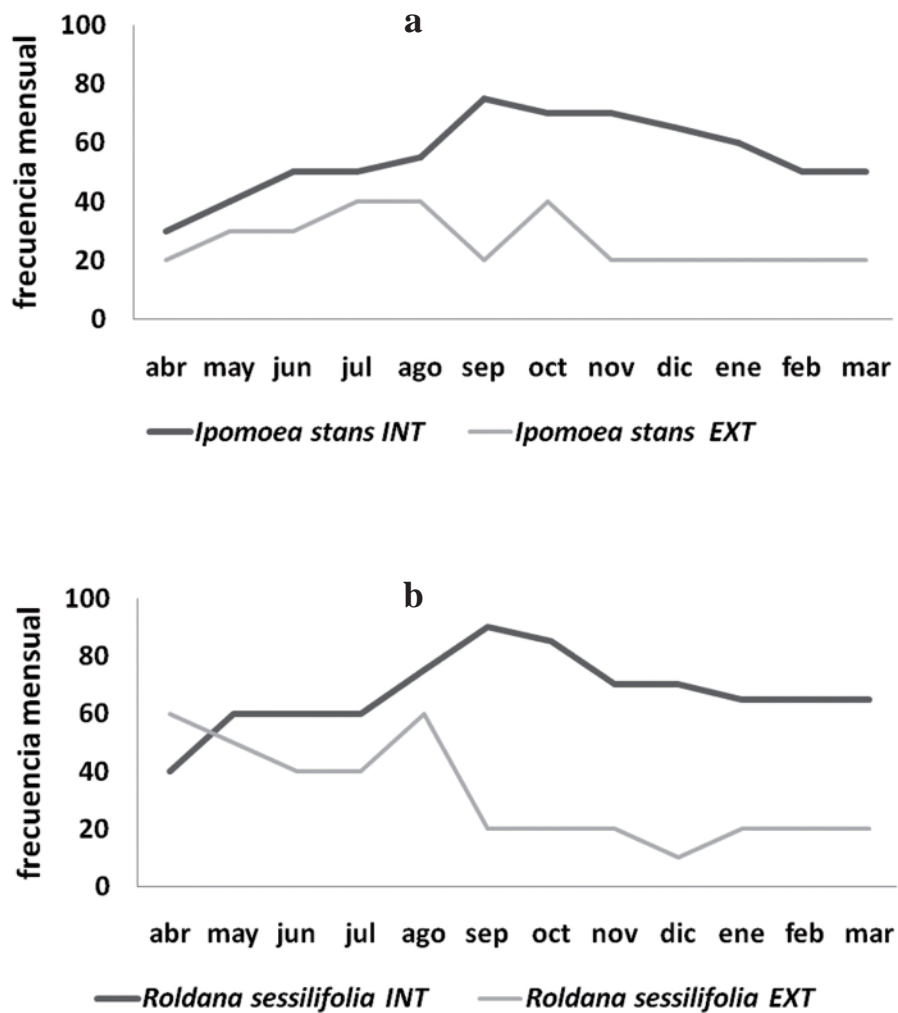 a
frecuencia mensual
100
80
60
40
20
0
abr may jun jul ago sep oct nov dic ene feb mar
Ipomoea stans INT Ipomoea stans EXT
b
frecuencia mensual
100
80
60
40
20
0
abr may jun jul ago sep oct nov dic ene feb mar
Roldana sessilifolia INT Roldana sessilifolia EXT